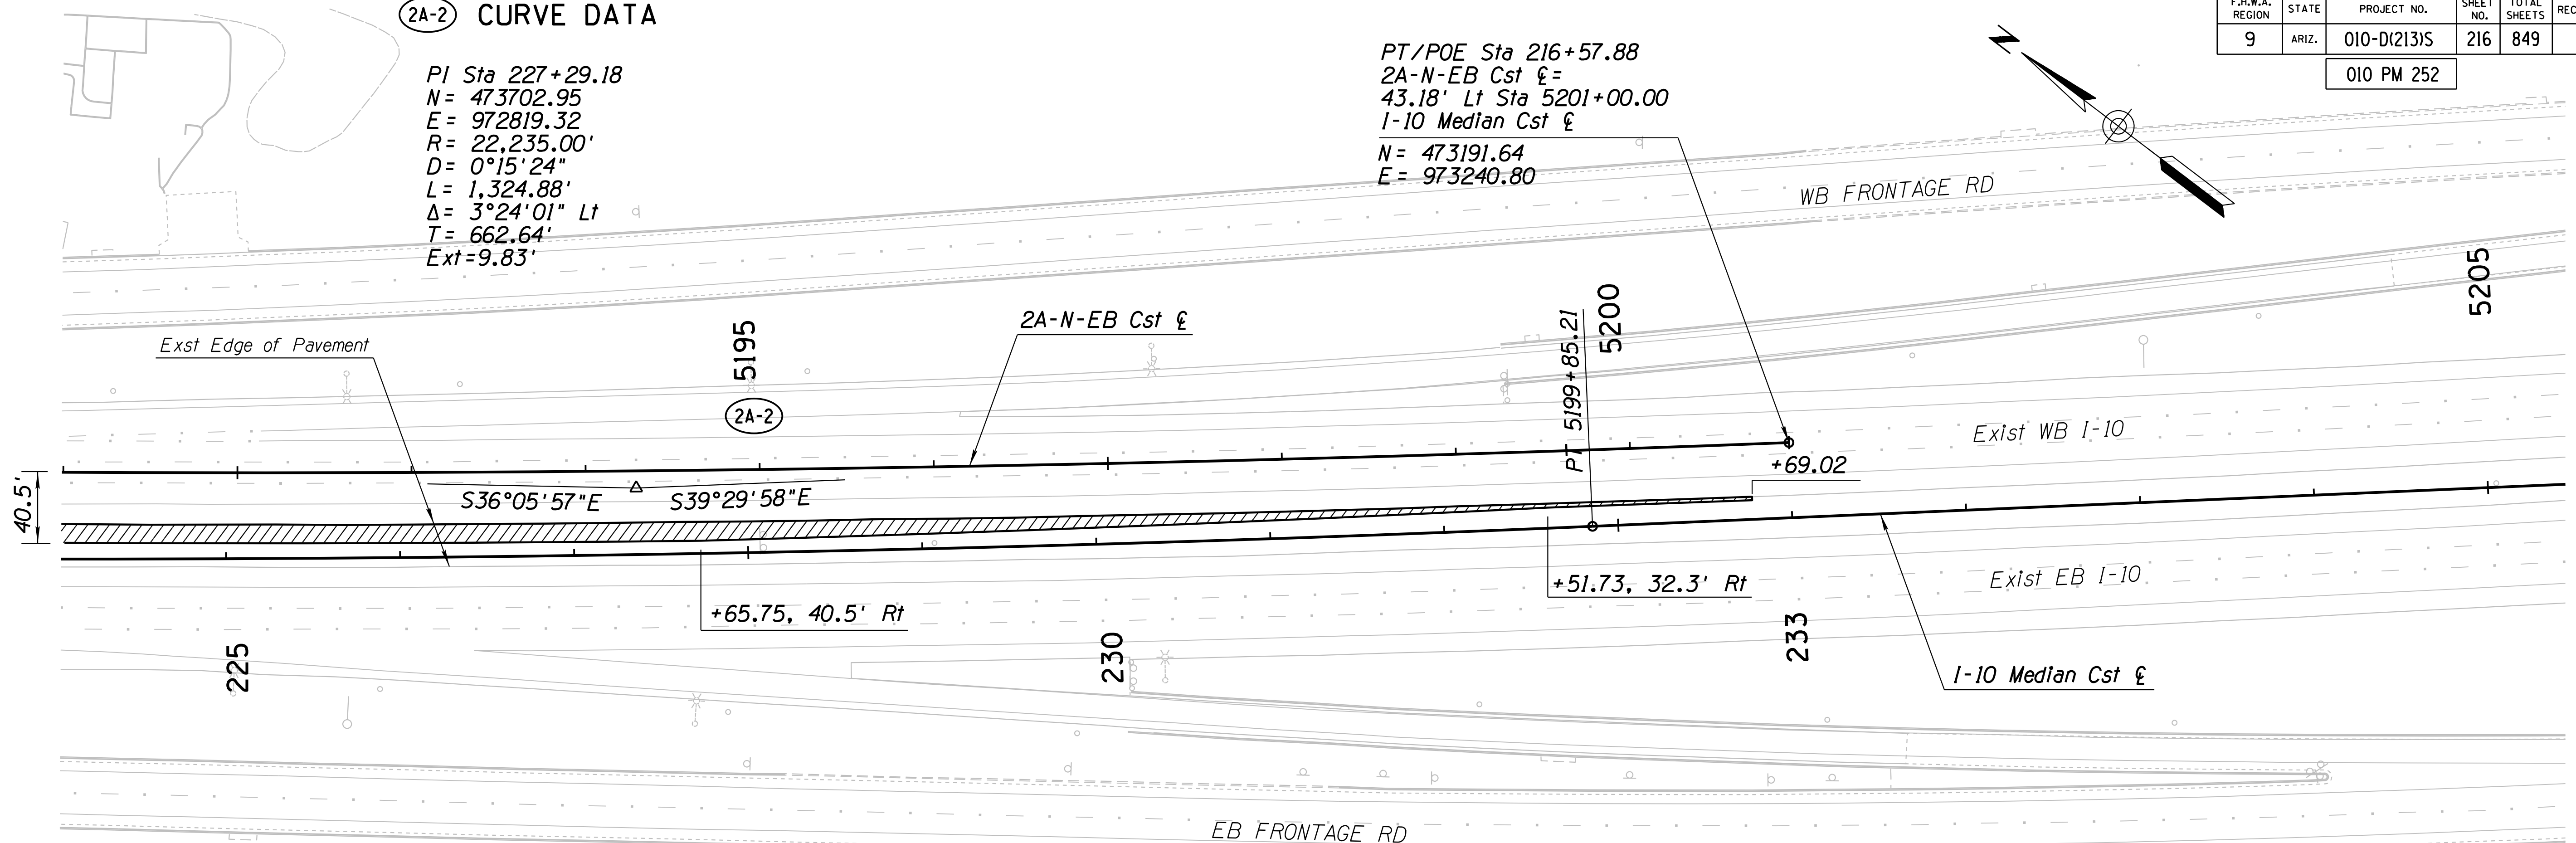 2A-2 CURVE DATA
PI Sta 227+29.18
N= 473702.95
E= 972819.32
R= 22,235.00'
D= 0°15'24"
L= 1,324.88'
Δ= 3°24'01" Lt
T= 662.64'
Ext=9.83'
PT/POE Sta 216+57.88
2A-N-EB Cst ℄=
43.18' Lt Sta 5201+00.00
I-10 Median Cst ℄
N= 473191.64
E= 973240.80
N
F.H.W.A. REGION
STATE
PROJECT NO.
SHEET NO.
TOTAL SHEETS
9
ARIZ.
010-D(213)S
216
849
010 PM 252
WB FRONTAGE RD
Exst Edge of Pavement
5195
2A-2
2A-N-EB Cst ℄
PT 5199+85.21
5200
5205
Exist WB I-10
+69.02
40.5'
S36°05'57"E
S39°29'58"E
+65.75, 40.5' Rt
+51.73, 32.3' Rt
Exist EB I-10
225
230
233
I-10 Median Cst ℄
EB FRONTAGE RD